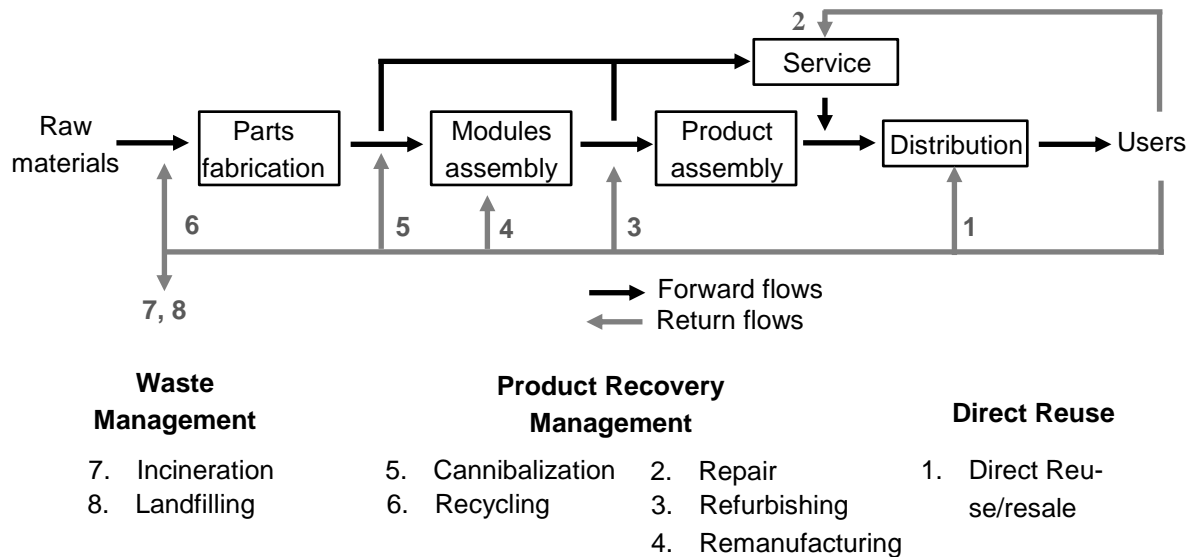 2
Service
Raw
materials
Parts
fabrication
Modules
assembly
Product
assembly
Distribution
Users
6
5
4
3
1
7, 8
Forward flows
Return flows
Waste
Management
7. Incineration
8. Landfilling
Product Recovery
Management
5. Cannibalization
6. Recycling
2. Repair
3. Refurbishing
4. Remanufacturing
Direct Reuse
1. Direct Reu-
se/resale